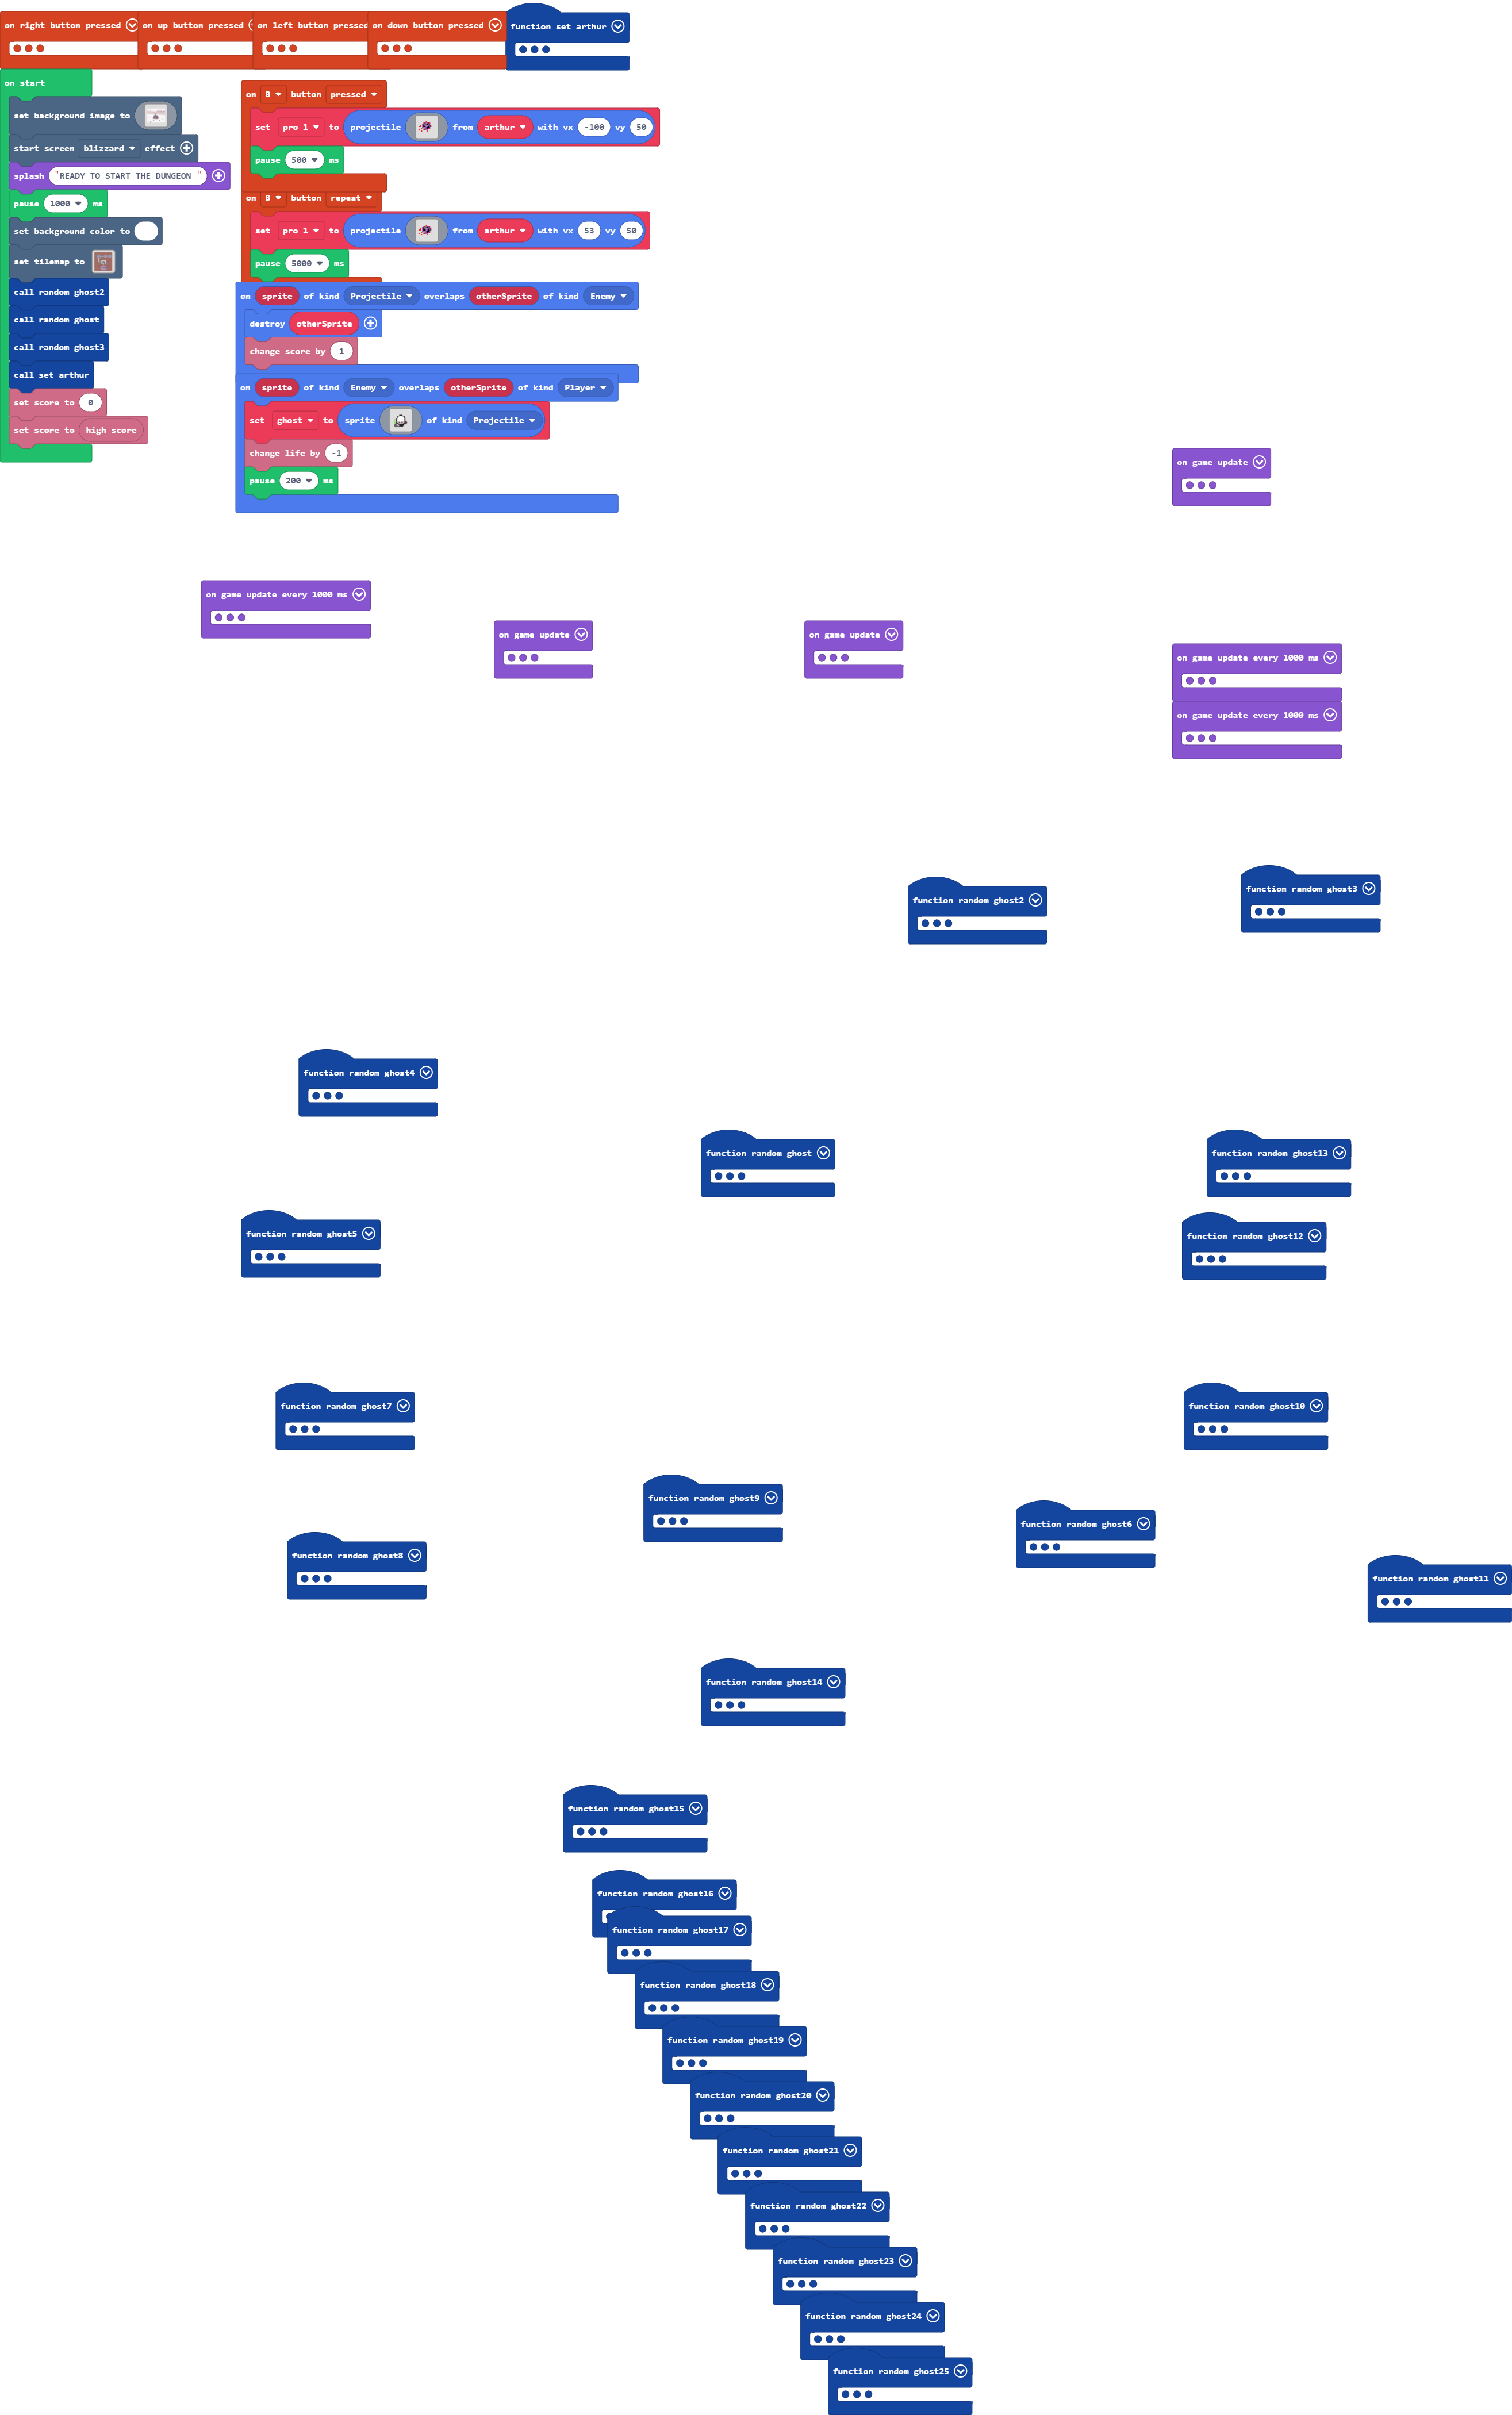 on right button pressed
on up button pressed
on left button pressed
on down button pressed
function set arthur
on start
set background image to
start screen blizzard effect
splash "READY TO START THE DUNGEON "
pause 1000 ms
set background color to
set tilemap to
call random ghost2
call random ghost
call random ghost3
call set arthur
set score to 0
set score to high score
on B button pressed
set pro 1 to projectile from arthur with vx -100 vy 50
pause 500 ms
on B button repeat
set pro 1 to projectile from arthur with vx 53 vy 50
pause 5000 ms
on sprite of kind Projectile overlaps otherSprite of kind Enemy
destroy otherSprite
change score by 1
on sprite of kind Enemy overlaps otherSprite of kind Player
set ghost to sprite of kind Projectile
change life by -1
pause 200 ms
on game update
on game update every 1000 ms
on game update
on game update
on game update every 1000 ms
on game update every 1000 ms
function random ghost2
function random ghost3
function random ghost4
function random ghost
function random ghost13
function random ghost5
function random ghost12
function random ghost7
function random ghost10
function random ghost9
function random ghost6
function random ghost8
function random ghost11
function random ghost14
function random ghost15
function random ghost16
function random ghost17
function random ghost18
function random ghost19
function random ghost20
function random ghost21
function random ghost22
function random ghost23
function random ghost24
function random ghost25